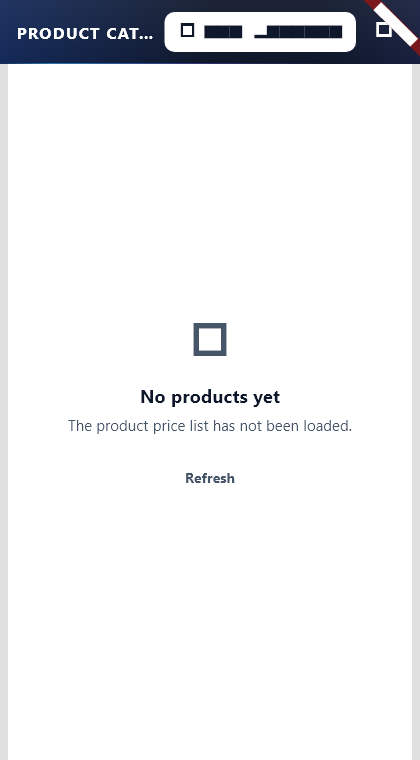 PRODUCT CAT...
No products yet
The product price list has not been loaded.
Refresh